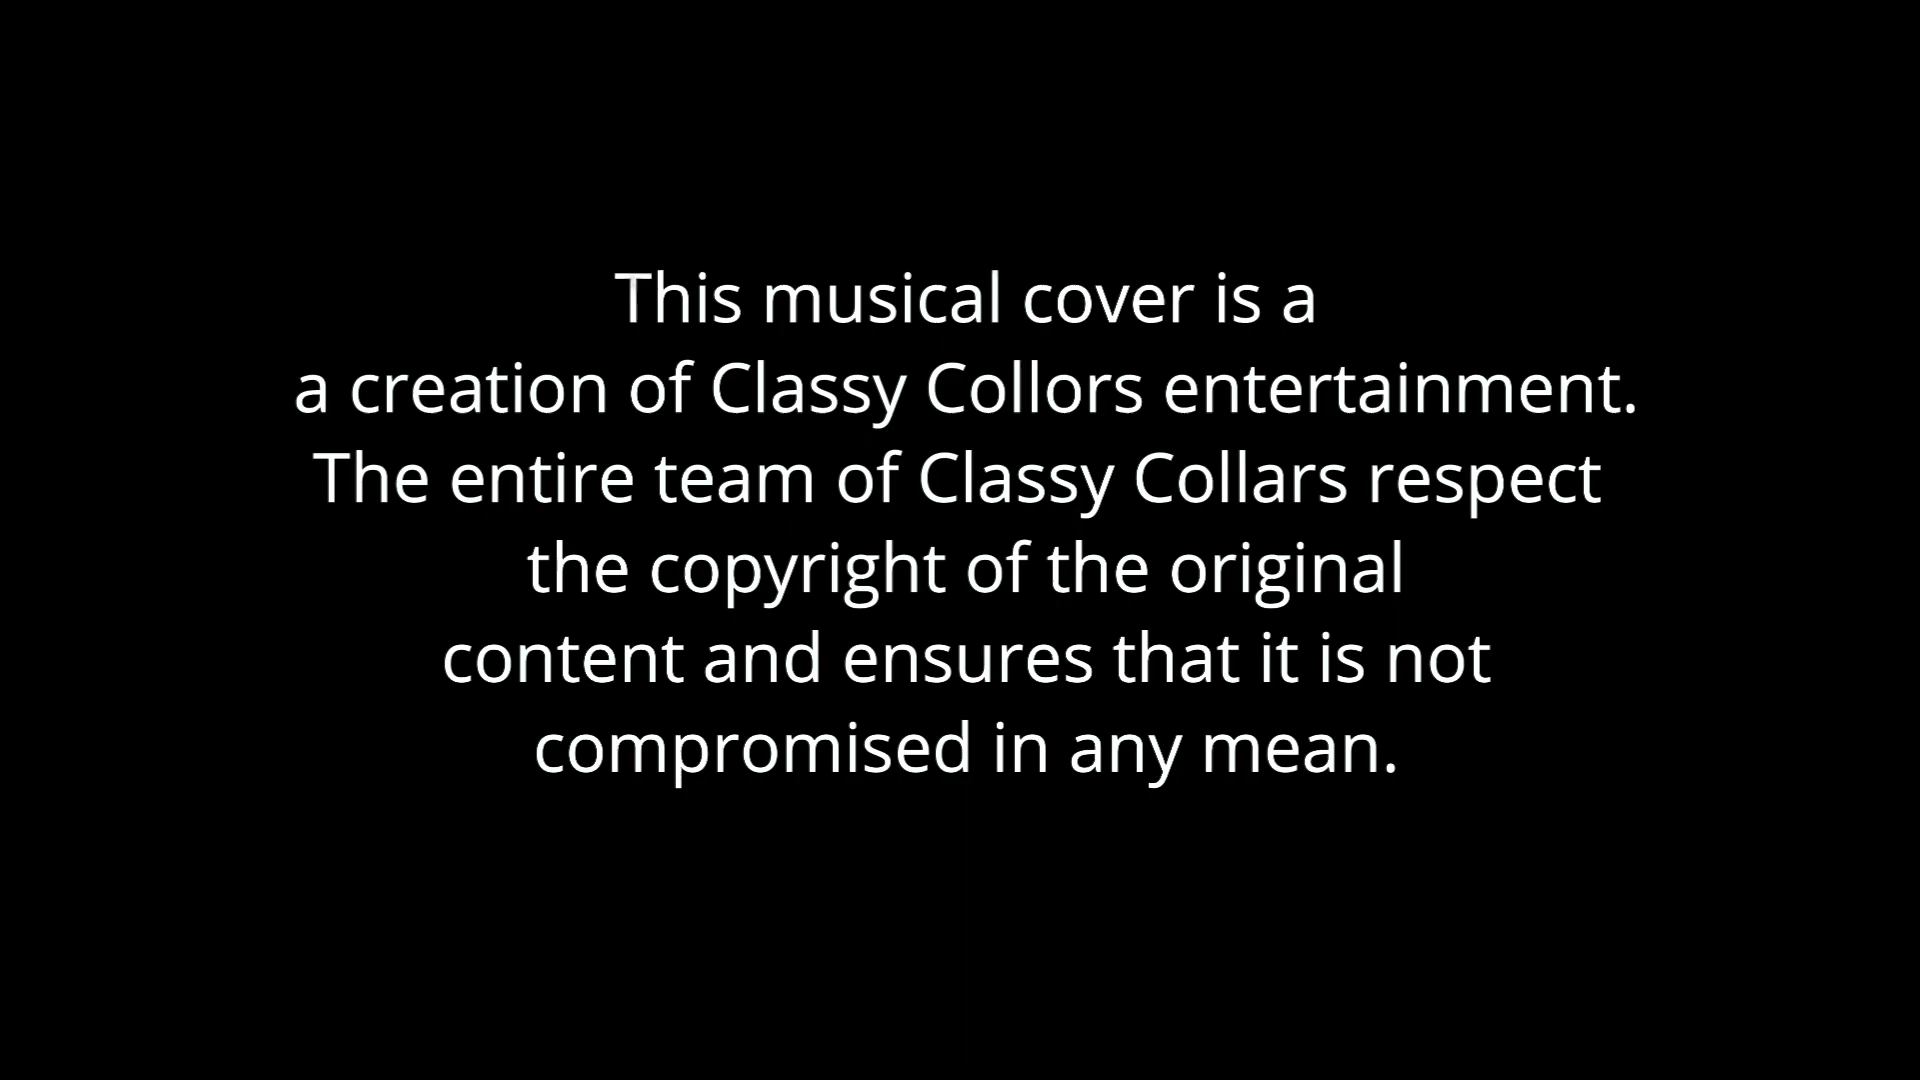 This musical cover is a
a creation of Classy Collors entertainment.
The entire team of Classy Collars respect
the copyright of the original
content and ensures that it is not
compromised in any mean.